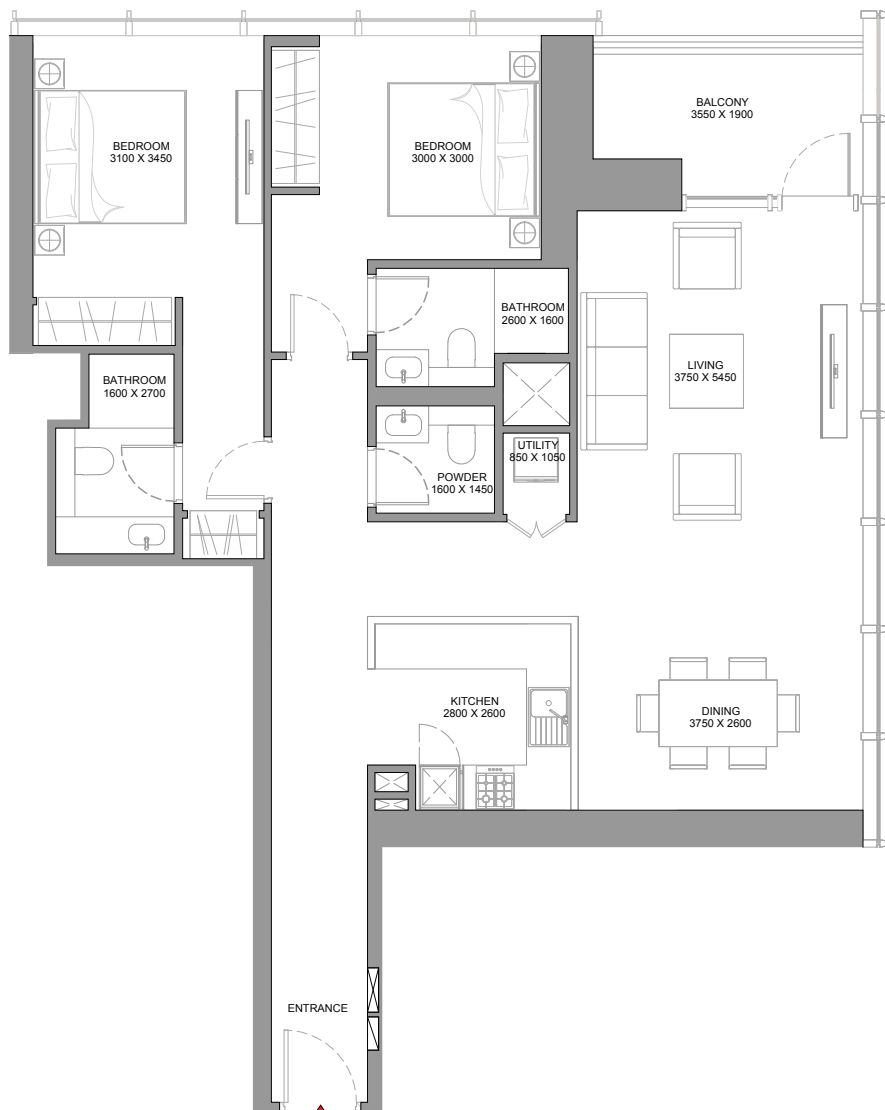 BALCONY
3550 X 1900
BEDROOM
3100 X 3450
BEDROOM
3000 X 3000
BATHROOM
2600 X 1600
LIVING
3750 X 5450
BATHROOM
1600 X 2700
UTILITY
850 X 1050
POWDER
1600 X 1450
KITCHEN
2800 X 2600
DINING
3750 X 2600
ENTRANCE